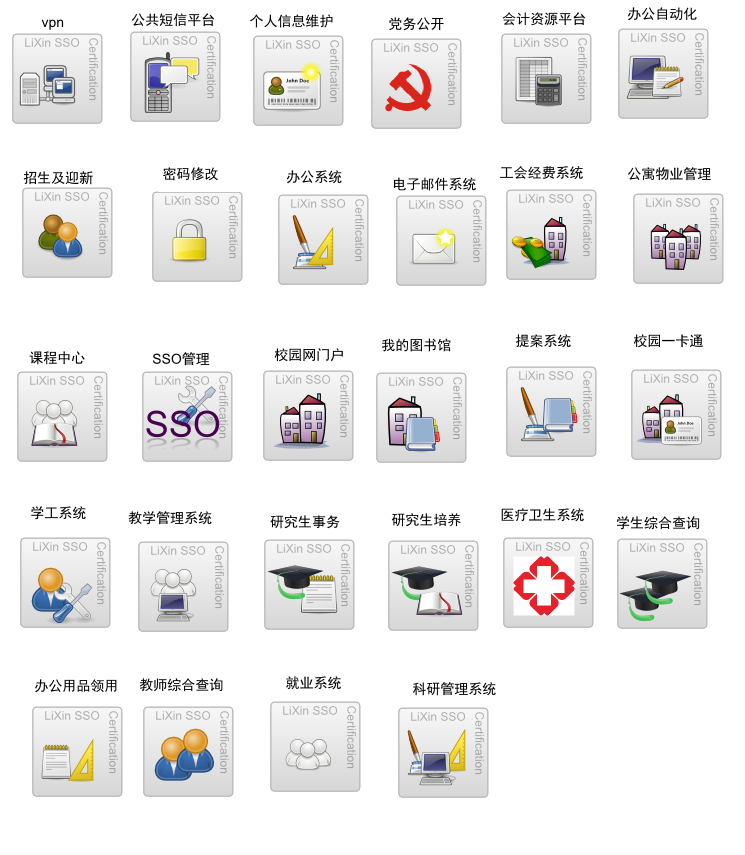 vpn
公共短信平台
个人信息维护
党务公开
会计资源平台
办公自动化
LiXin SSO
Certification
LiXin SSO
Certification
LiXin SSO
Certification
John Doe
LiXin SSO
Certification
LiXin SSO
Certification
LiXin SSO
Certification
招生及迎新
密码修改
办公系统
电子邮件系统
工会经费系统
公寓物业管理
LiXin SSO
Certification
LiXin SSO
Certification
LiXin SSO
Certification
LiXin SSO
Certification
LiXin SSO
Certification
LiXin SSO
Certification
课程中心
SSO管理
校园网门户
我的图书馆
提案系统
校园一卡通
LiXin SSO
Certification
LiXin SSO
Certification
SSO
LiXin SSO
Certification
LiXin SSO
Certification
LiXin SSO
Certification
LiXin SSO
Certification
John Doe
学工系统
教学管理系统
研究生事务
研究生培养
医疗卫生系统
学生综合查询
LiXin SSO
Certification
LiXin SSO
Certification
LiXin SSO
Certification
LiXin SSO
Certification
LiXin SSO
Certification
LiXin SSO
Certification
办公用品领用
教师综合查询
就业系统
科研管理系统
LiXin SSO
Certification
LiXin SSO
Certification
LiXin SSO
Certification
LiXin SSO
Certification